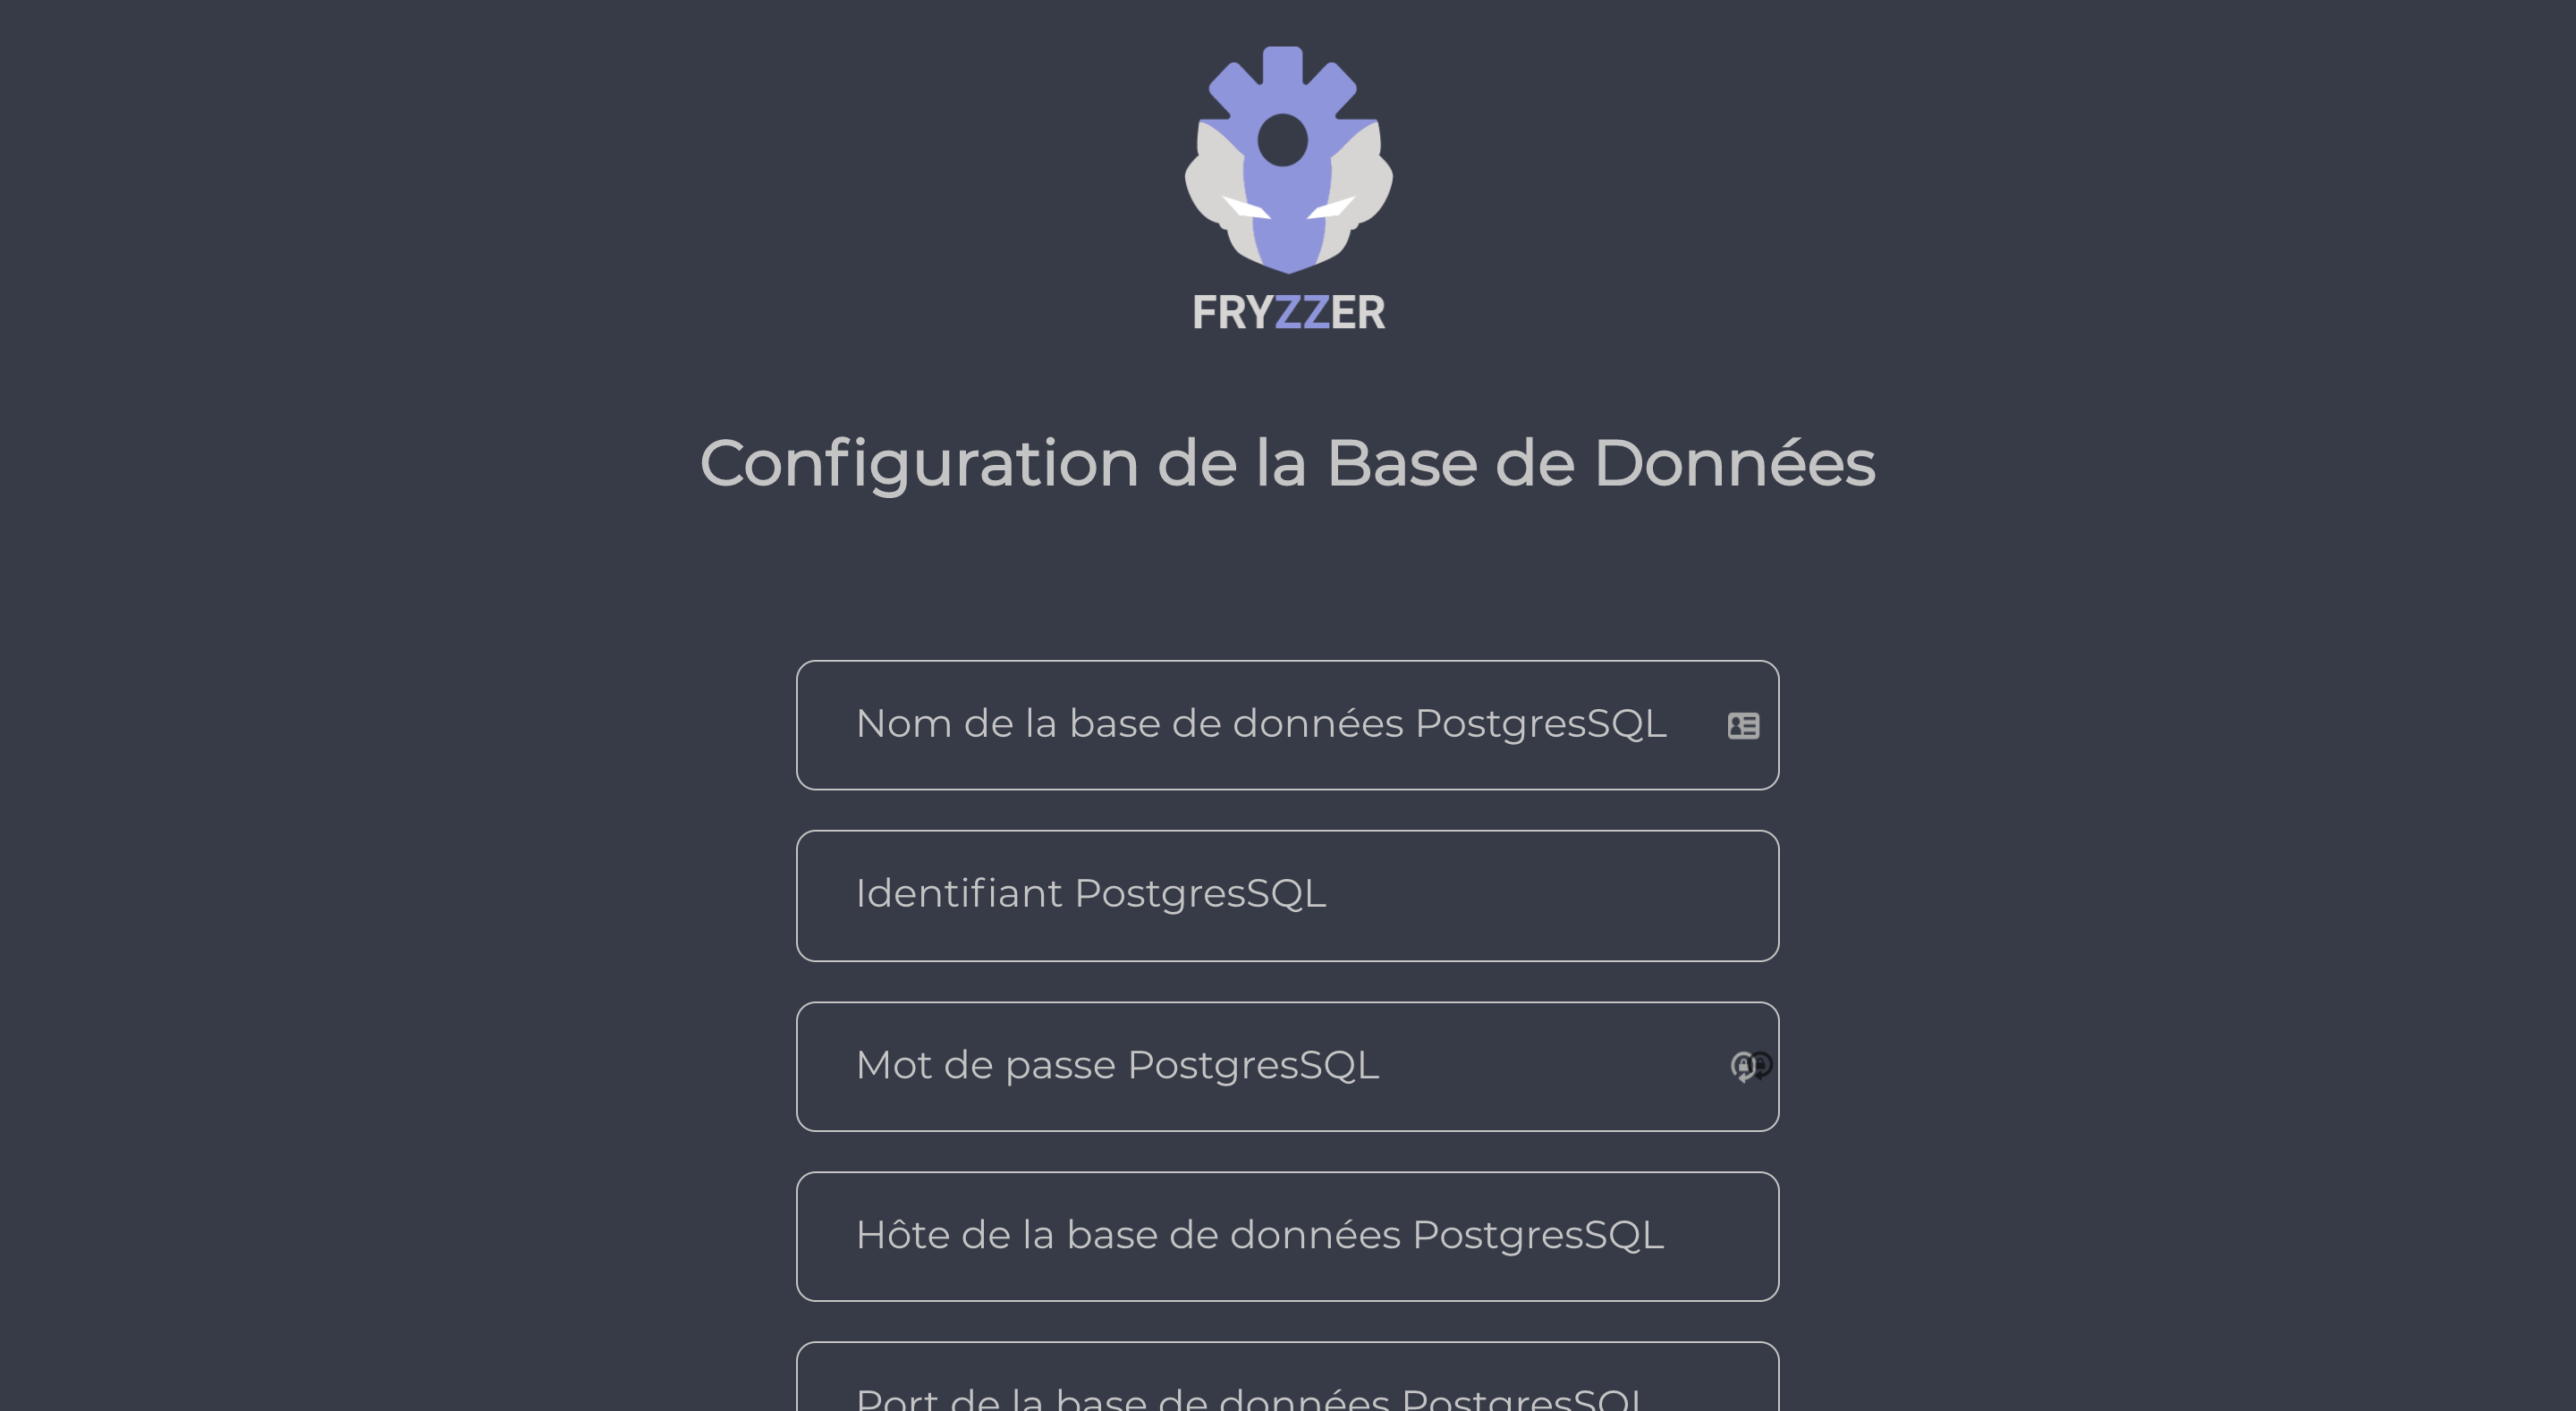 FRYZZER
Configuration de la Base de Données
Nom de la base de données PostgresSQL
Identifiant PostgresSQL
Mot de passe PostgresSQL
Hôte de la base de données PostgresSQL
Port de la base de données PostgresSQL